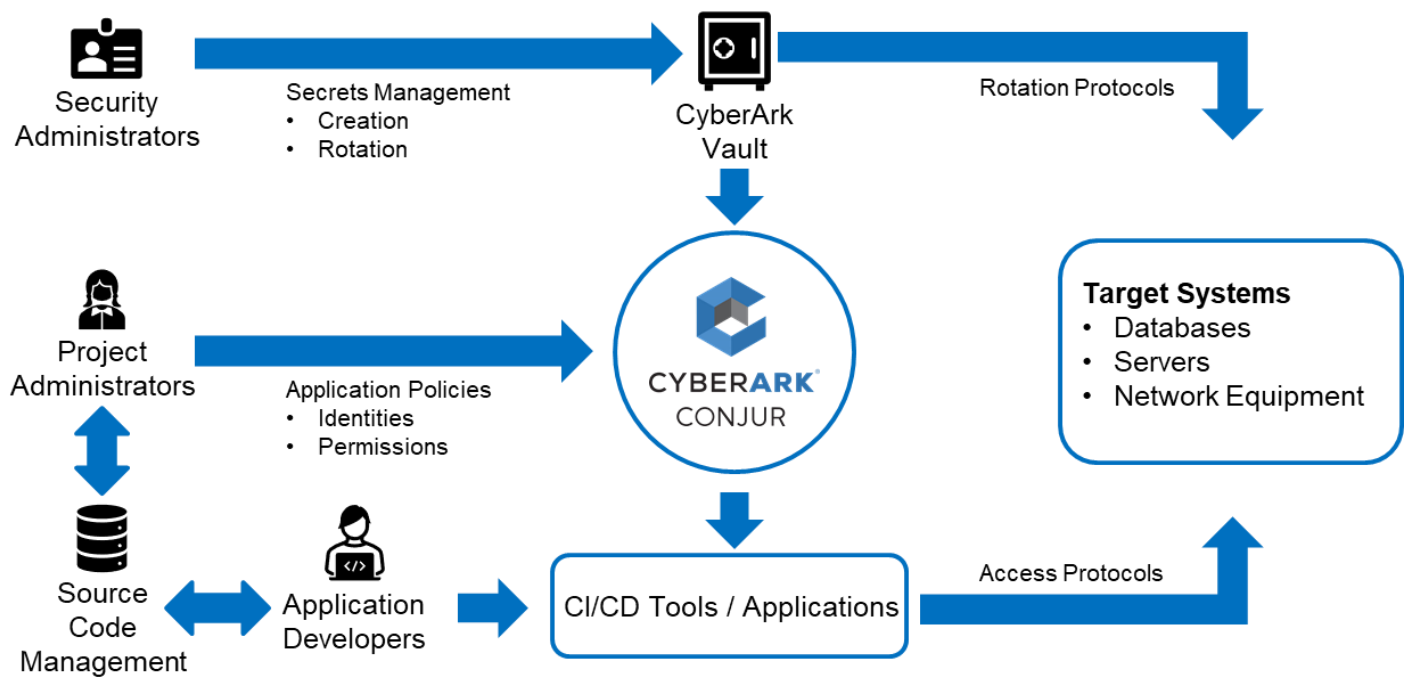 Security
Administrators
Secrets Management
• Creation
• Rotation
CyberArk
Vault
Rotation Protocols
Project
Administrators
Application Policies
• Identities
• Permissions
CYBERARK®
CONJUR
Target Systems
• Databases
• Servers
• Network Equipment
Source
Code
Management
</>
Application
Developers
CI/CD Tools / Applications
Access Protocols